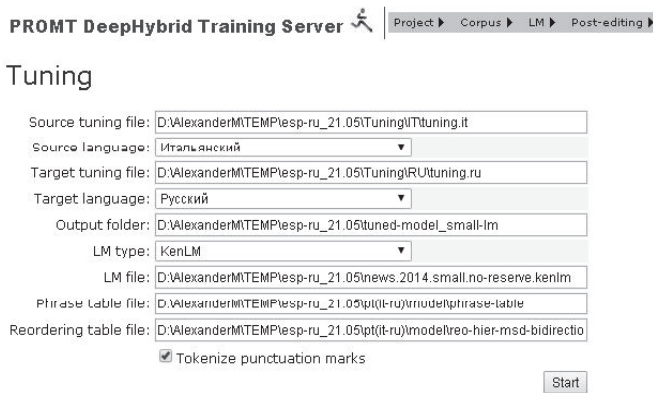 PROMT DeepHybrid Training Server Project Corpus LM Post-editing
Tuning
Source tuning file: D:\AlexanderM\TEMP\esp-ru_21.05\Tuning\IT\tuning.it
Source language: Итальянский
Target tuning file: D:\AlexanderM\TEMP\esp-ru_21.05\Tuning\RU\tuning.ru
Target language: Русский
Output folder: D:\AlexanderM\TEMP\esp-ru_21.05\tuned-model_small-lm
LM type: KenLM
LM file: D:\AlexanderM\TEMP\esp-ru_21.05\news.2014.small.no-reserve.kenlm
Phrase table file: D:\AlexanderM\TEMP\esp-ru_21.05\pt(it-ru)\model\phrase-table
Reordering table file: D:\AlexanderM\TEMP\esp-ru_21.05\pt(it-ru)\model\reo-hier-msd-bidirectio
Tokenize punctuation marks
Start